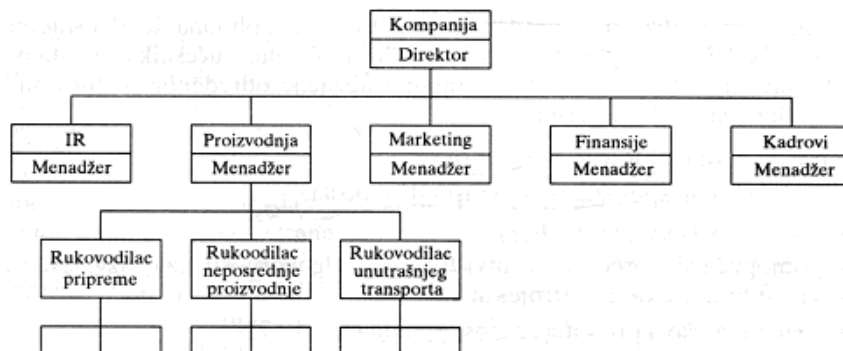 Kompanija
Direktor
IR
Menadžer
Proizvodnja
Menadžer
Marketing
Menadžer
Finansije
Menadžer
Kadrovi
Menadžer
Rukovodilac
pripreme
Rukoodilac
neposrednje
proizvodnje
Rukovodilac
unutrašnjeg
transporta